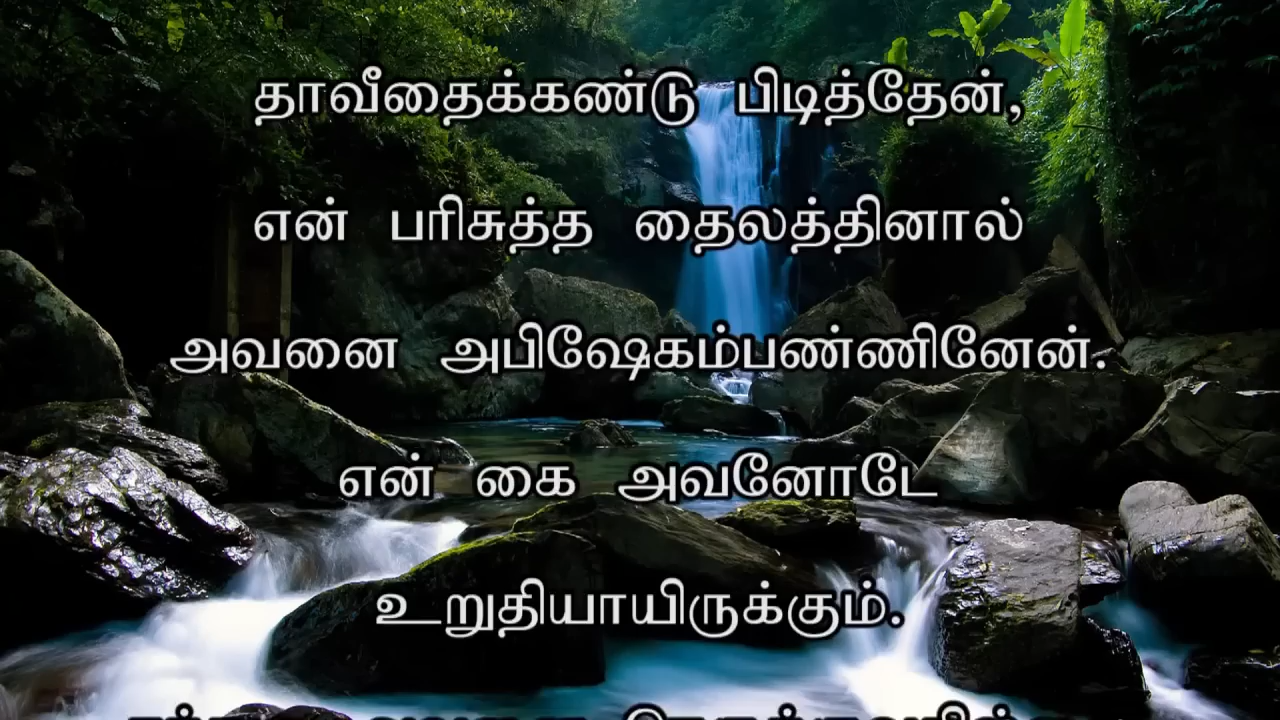 தாவீதைக்கண்டு பிடித்தேன்,
என் பரிசுத்த தைலத்தினால்
அவனை அபிஷேகம்பண்ணினேன்.
என் கை அவனோடே
உறுதியாயிருக்கும்.